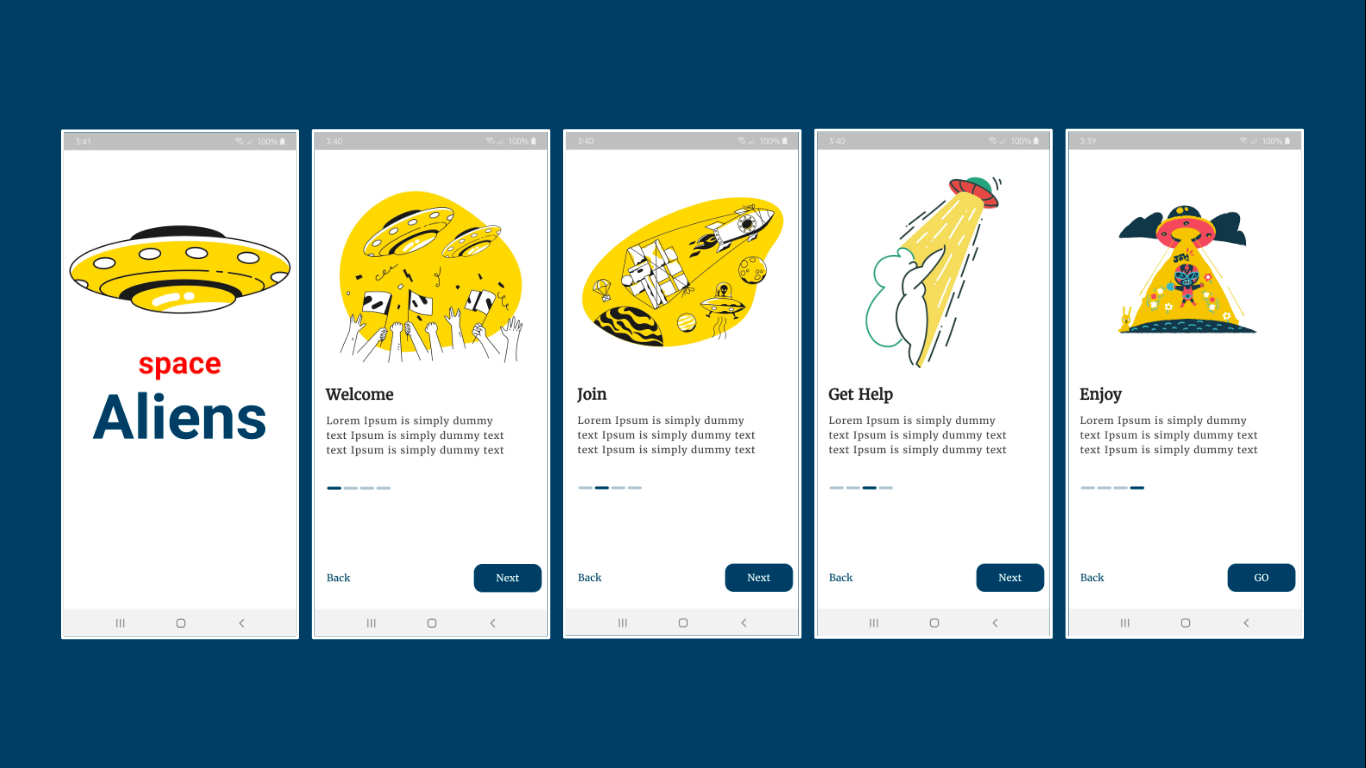 3:41
100%
space
Aliens
3:40
100%
Welcome
Lorem Ipsum is simply dummy
text Ipsum is simply dummy text
text Ipsum is simply dummy text
Back
Next
3:40
100%
Join
Lorem Ipsum is simply dummy
text Ipsum is simply dummy text
text Ipsum is simply dummy text
Back
Next
3:40
100%
Get Help
Lorem Ipsum is simply dummy
text Ipsum is simply dummy text
text Ipsum is simply dummy text
Back
Next
3:39
100%
Enjoy
Lorem Ipsum is simply dummy
text Ipsum is simply dummy text
text Ipsum is simply dummy text
Back
GO